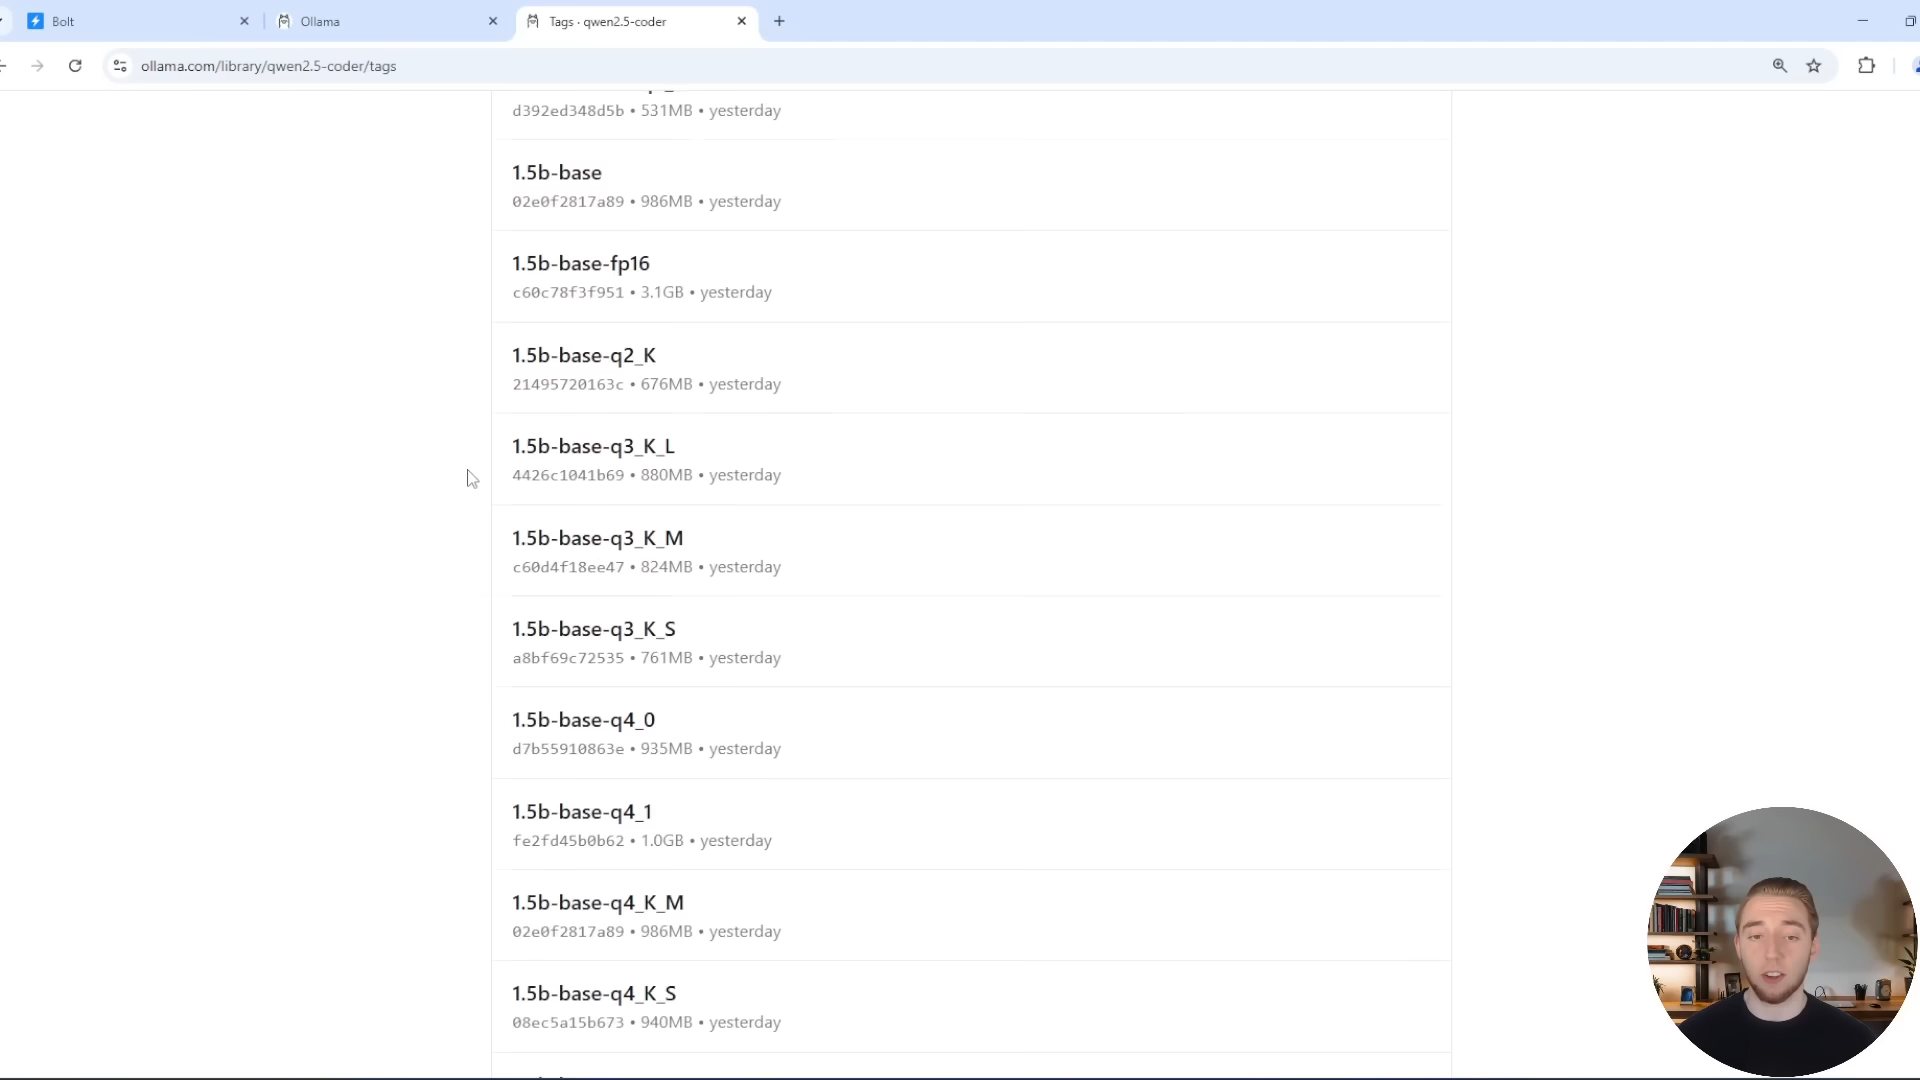 Bolt
Ollama
Tags · qwen2.5-coder
ollama.com/library/qwen2.5-coder/tags
d392ed348d5b • 531MB • yesterday
1.5b-base
02e0f2817a89 • 986MB • yesterday
1.5b-base-fp16
c60c78f3f951 • 3.1GB • yesterday
1.5b-base-q2_K
21495720163c • 676MB • yesterday
1.5b-base-q3_K_L
4426c1041b69 • 880MB • yesterday
1.5b-base-q3_K_M
c60d4f18ee47 • 824MB • yesterday
1.5b-base-q3_K_S
a8bf69c72535 • 761MB • yesterday
1.5b-base-q4_0
d7b55910863e • 935MB • yesterday
1.5b-base-q4_1
fe2fd45b0b62 • 1.0GB • yesterday
1.5b-base-q4_K_M
02e0f2817a89 • 986MB • yesterday
1.5b-base-q4_K_S
08ec5a15b673 • 940MB • yesterday